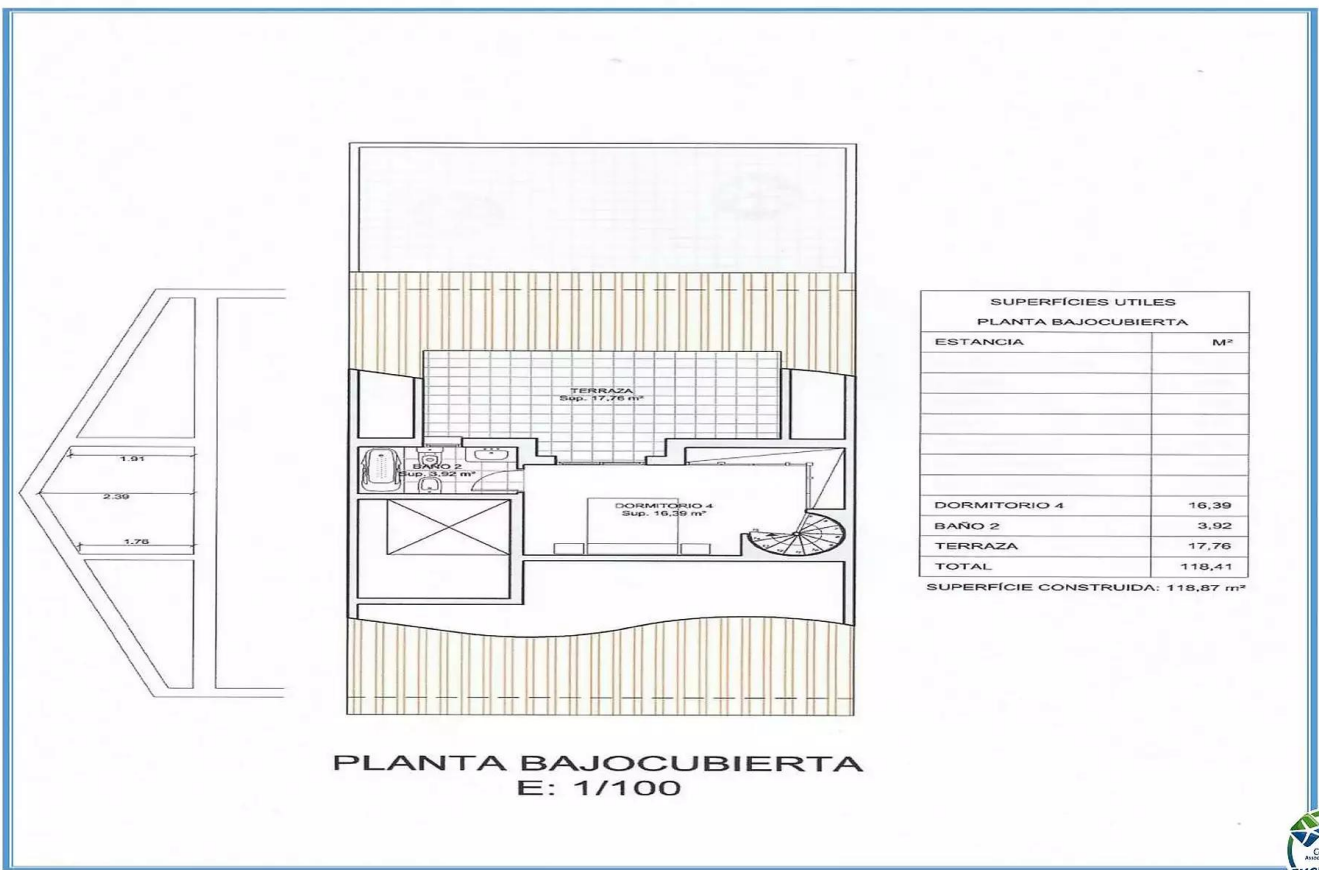 TERRAZA
Sup. 17,76 m²
BAÑO 2
Sup. 3,92 m²
DORMITORIO 4
Sup. 16,39 m²
1.91
2.39
1.76
SUPERFÍCIES UTILES
PLANTA BAJOCUBIERTA
ESTANCIA M²
DORMITORIO 4 16,39
BAÑO 2 3,92
TERRAZA 17,76
TOTAL 118,41
SUPERFÍCIE CONSTRUIDA: 118,87 m²
PLANTA BAJOCUBIERTA
E: 1/100